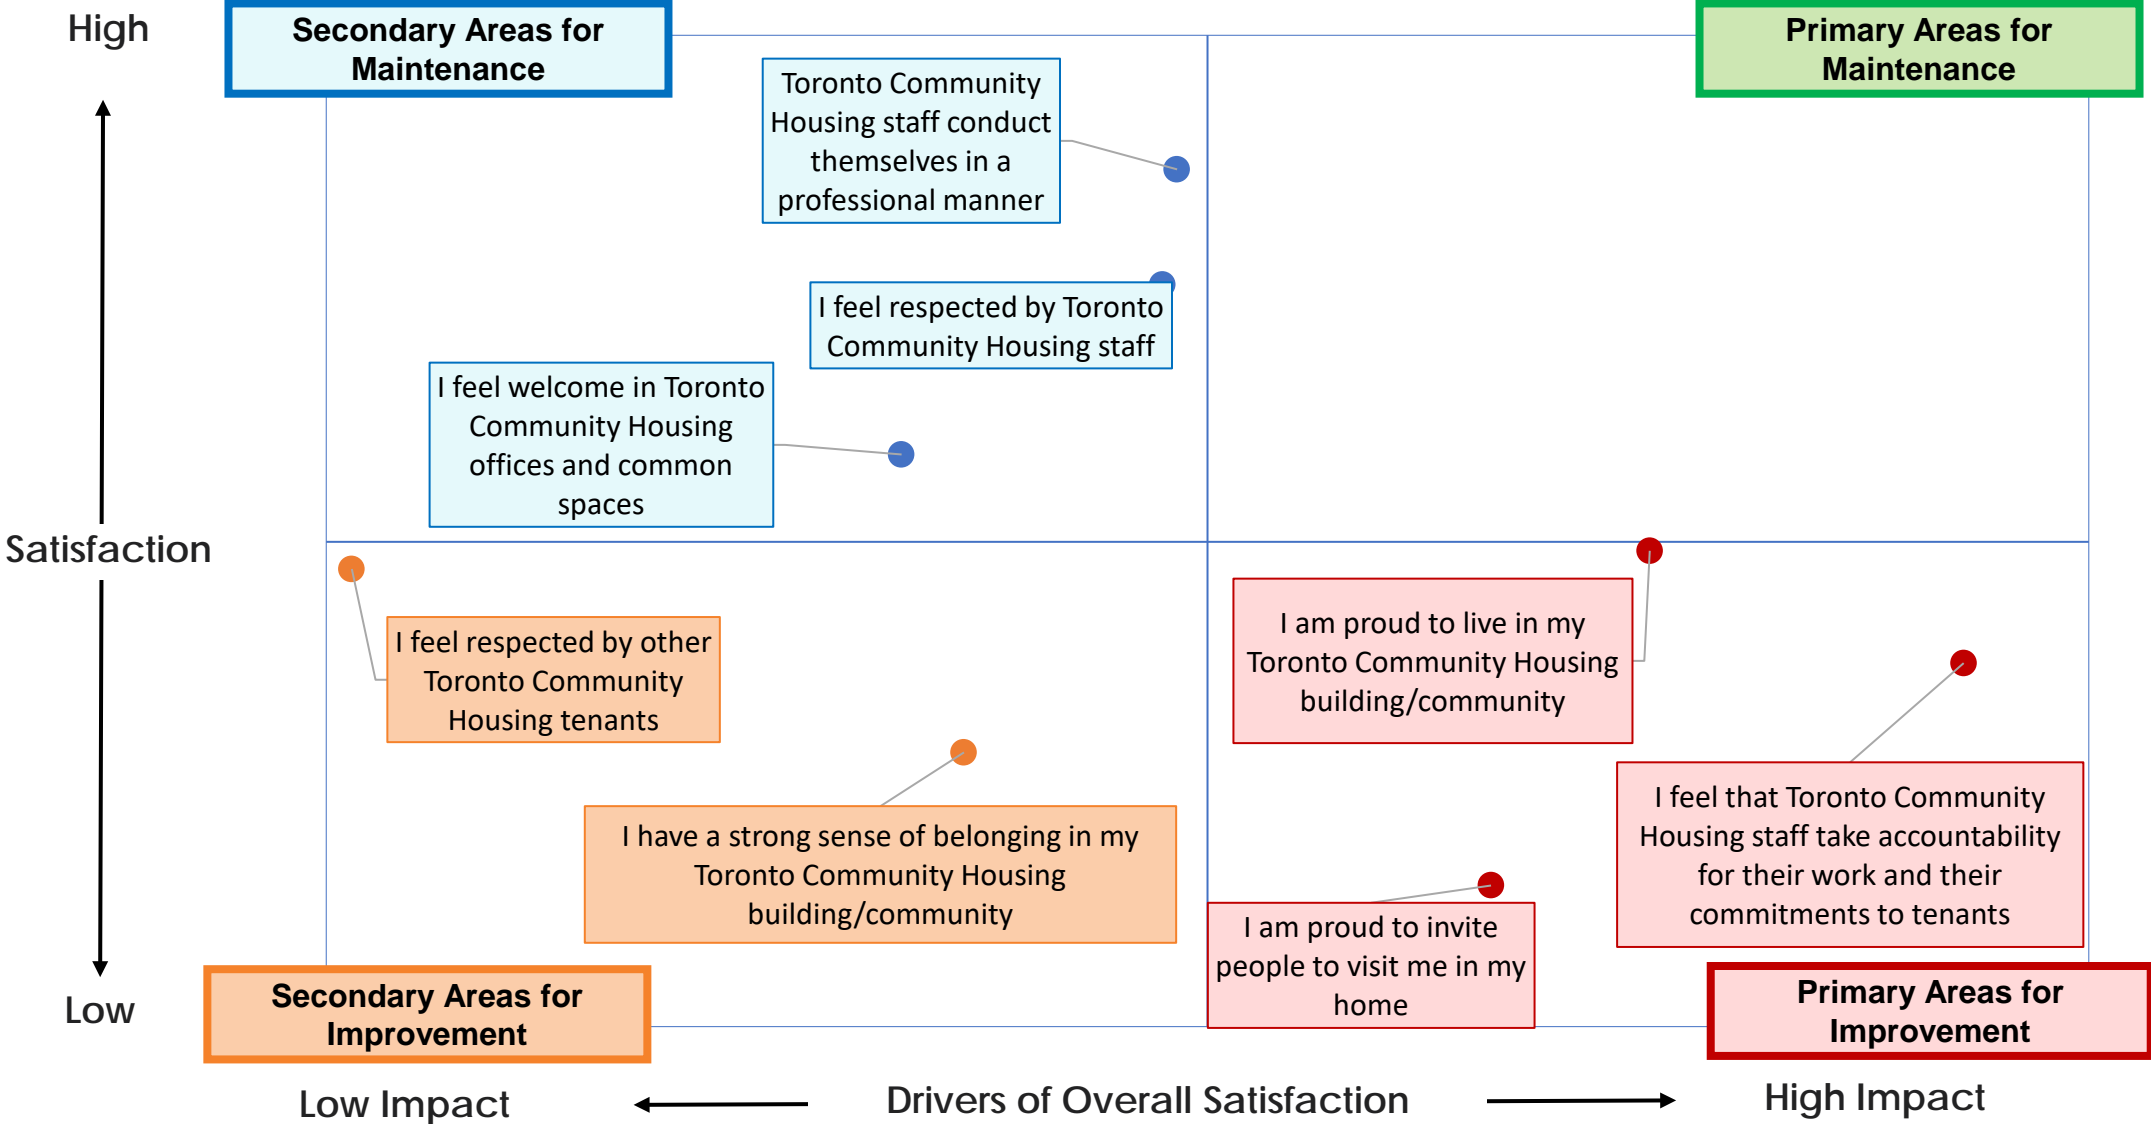 High
Secondary Areas for
Maintenance
Primary Areas for
Maintenance
Toronto Community
Housing staff conduct
themselves in a
professional manner
I feel respected by Toronto
Community Housing staff
I feel welcome in Toronto
Community Housing
offices and common
spaces
Satisfaction
I feel respected by other
Toronto Community
Housing tenants
I am proud to live in my
Toronto Community Housing
building/community
I have a strong sense of belonging in my
Toronto Community Housing
building/community
I feel that Toronto Community
Housing staff take accountability
for their work and their
commitments to tenants
I am proud to invite
people to visit me in my
home
Low
Secondary Areas for
Improvement
Primary Areas for
Improvement
Low Impact
Drivers of Overall Satisfaction
High Impact